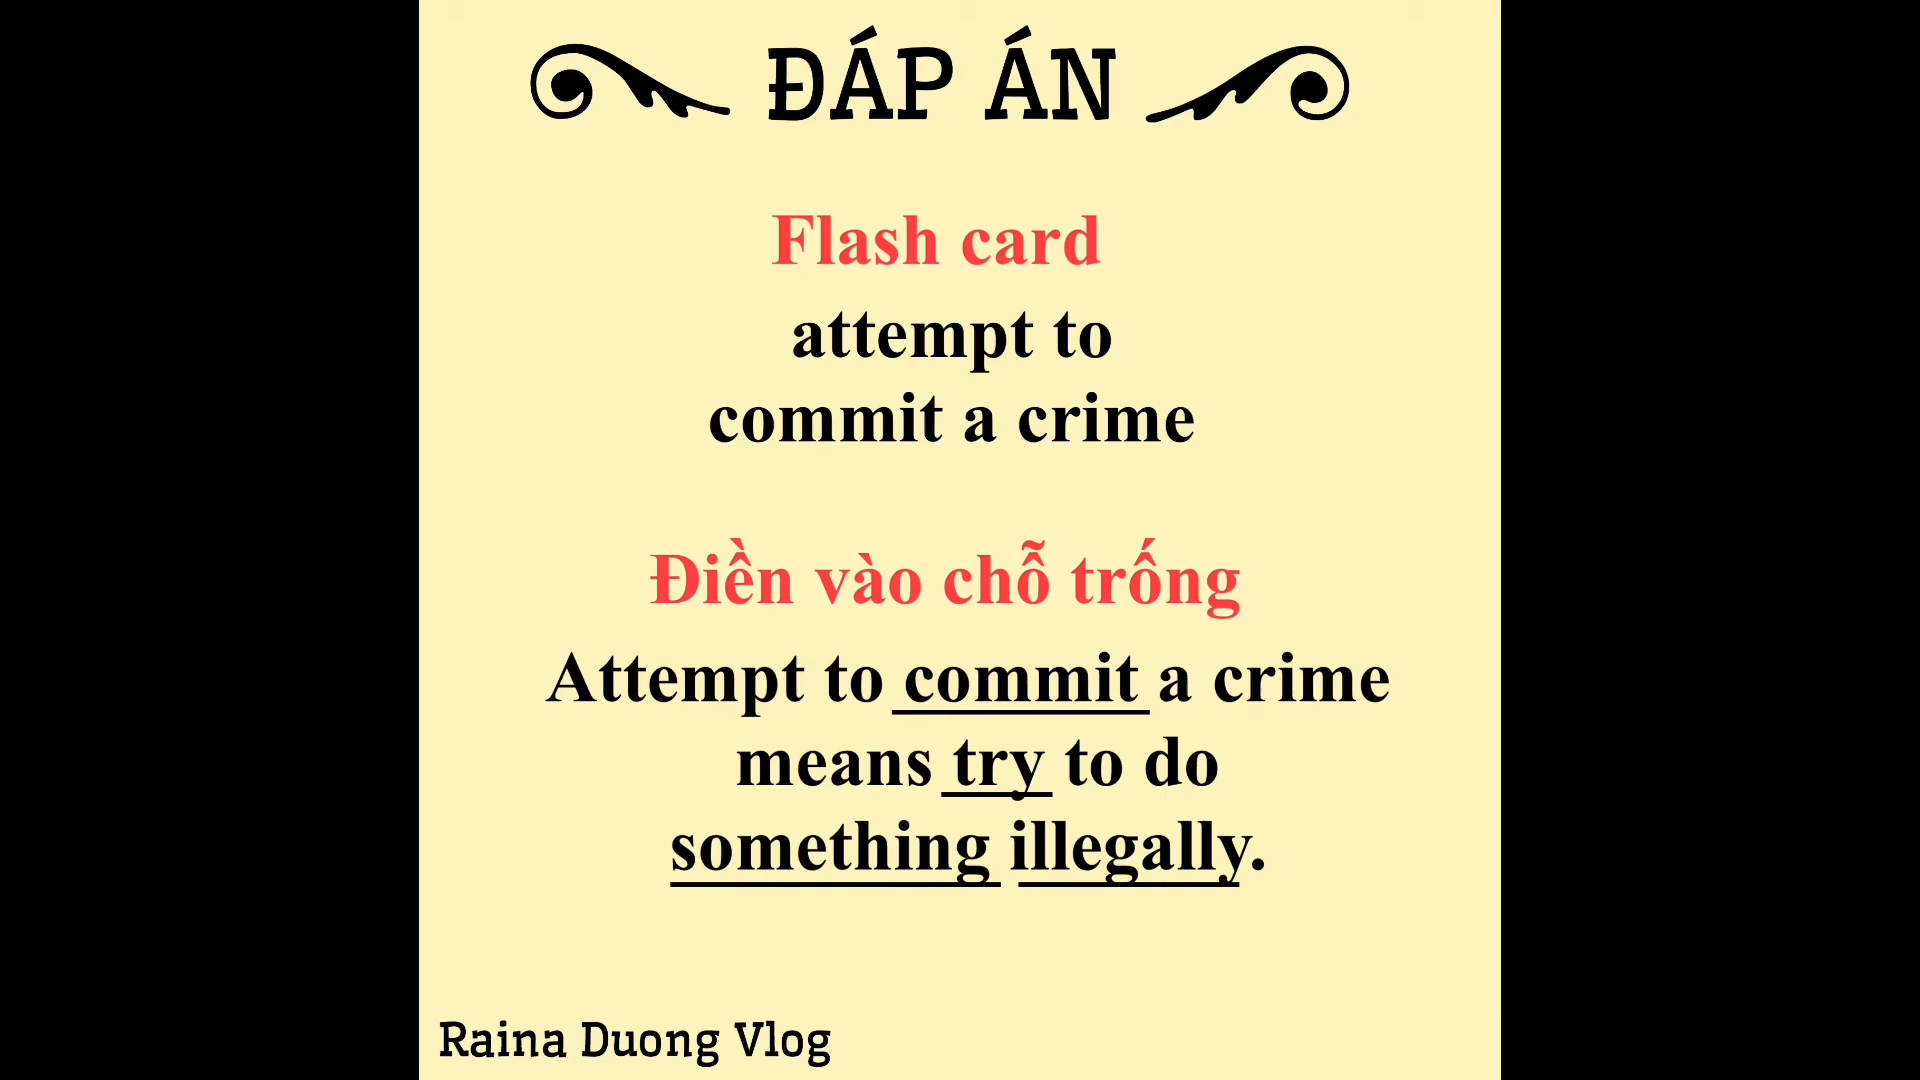 ĐÁP ÁN
Flash card
attempt to
commit a crime
Điền vào chỗ trống
Attempt to commit a crime
means try to do
something illegally.
Raina Duong Vlog